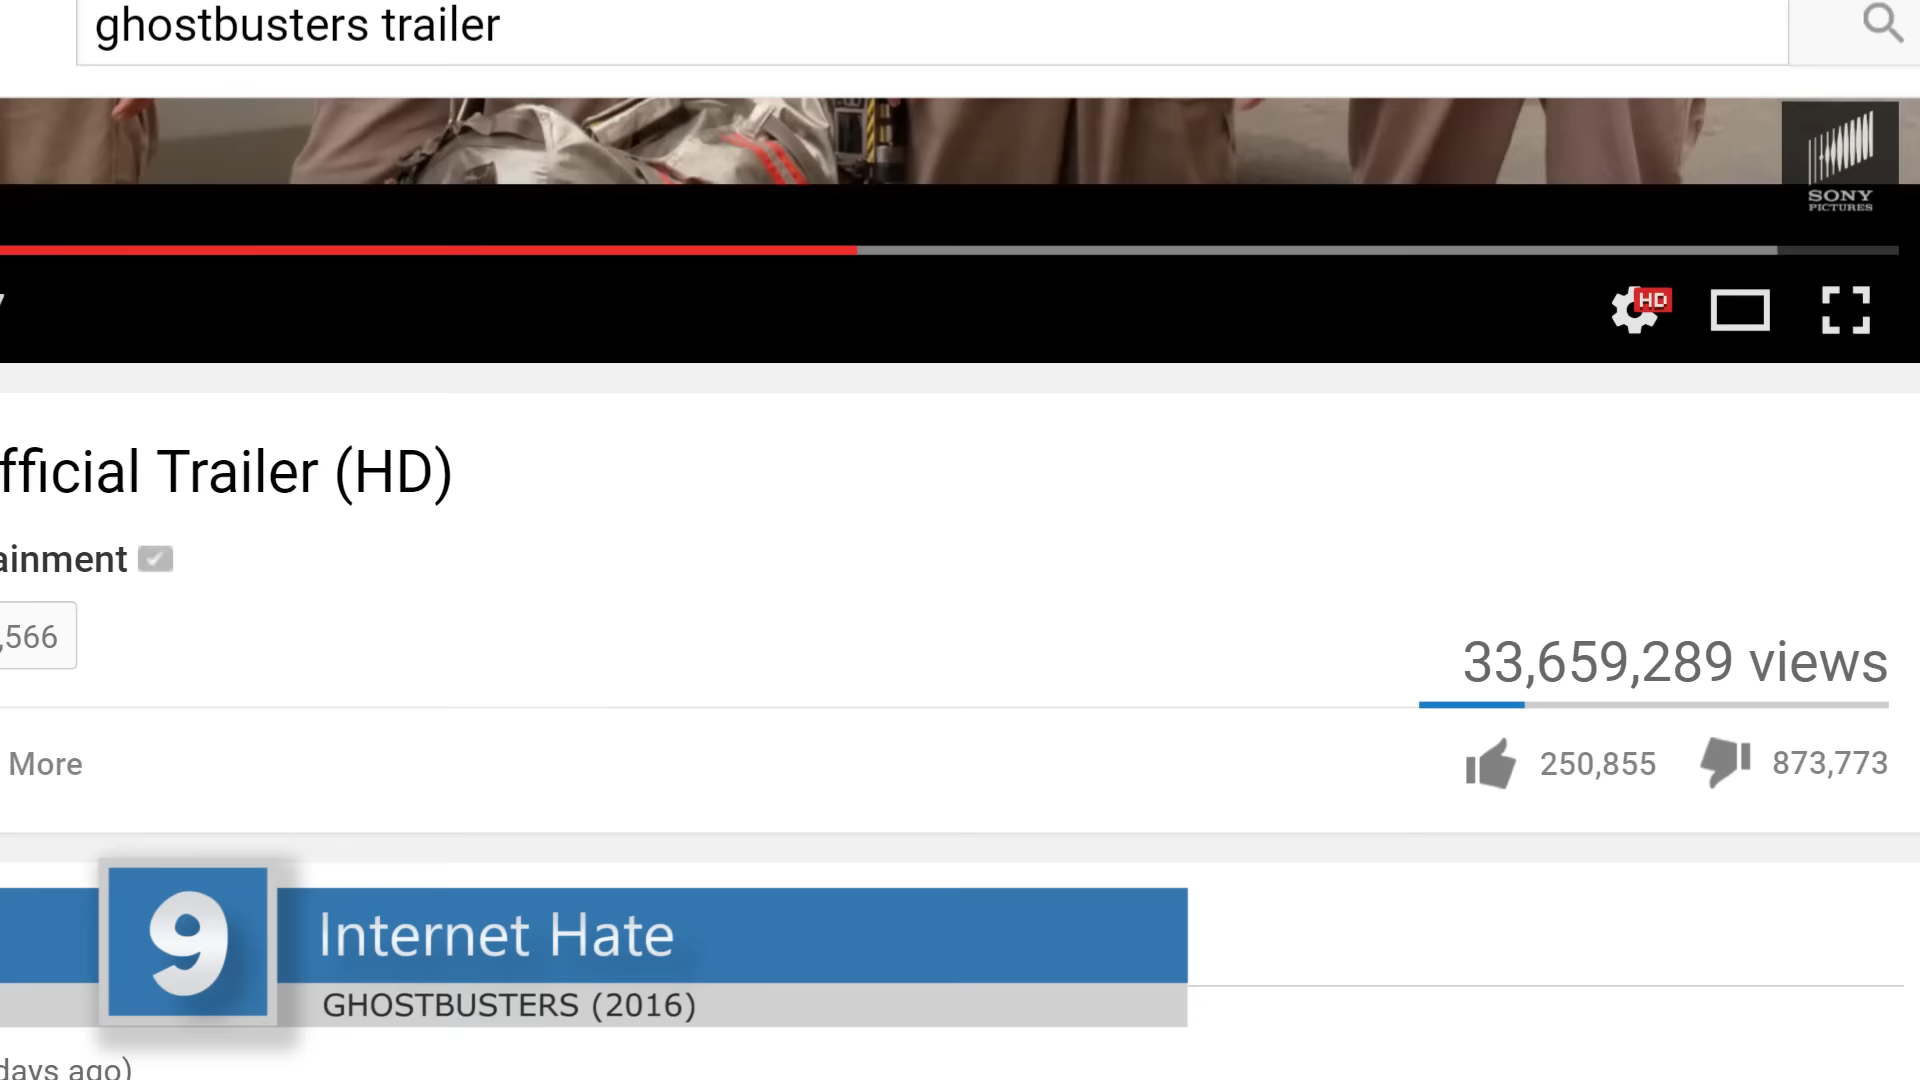 ghostbusters trailer
SONY
PICTURES
HD
fficial Trailer (HD)
ainment
,566
33,659,289 views
More
250,855
873,773
9
Internet Hate
GHOSTBUSTERS (2016)
days ago)